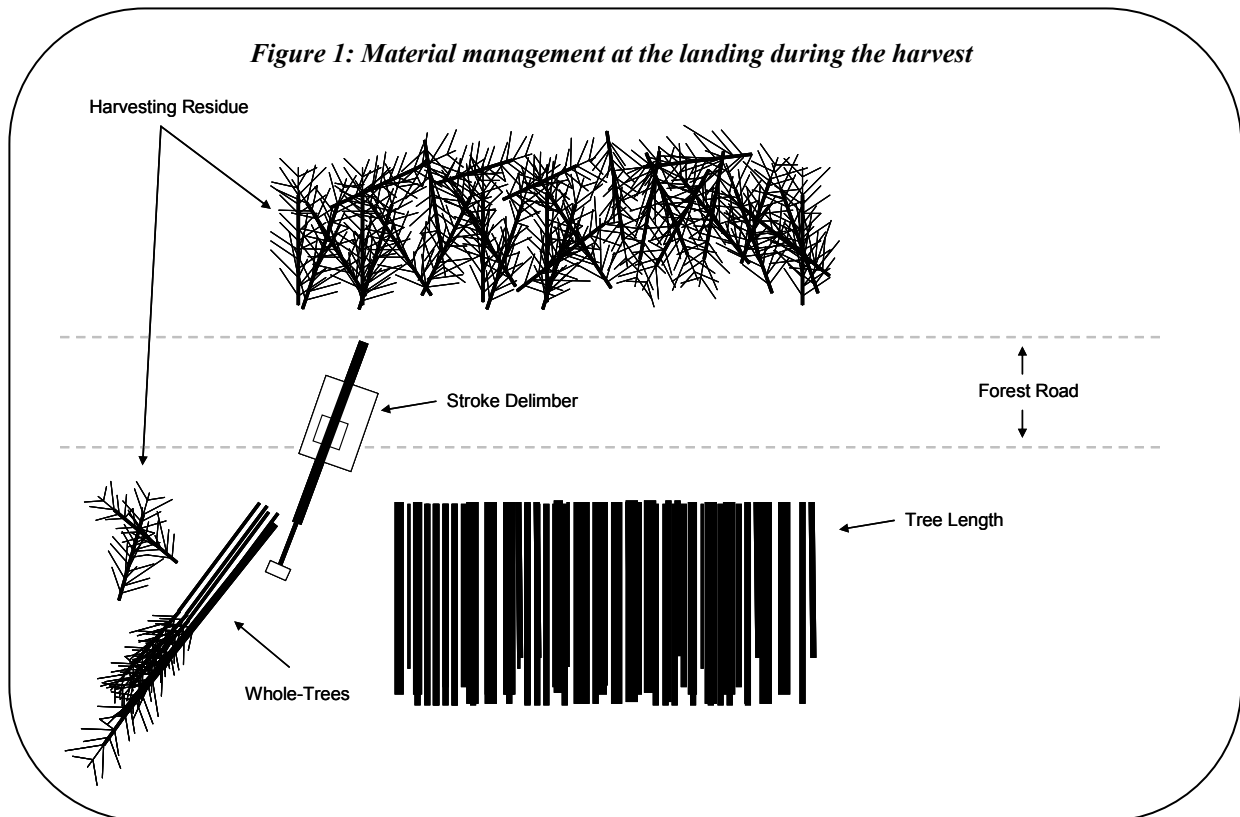 Figure 1: Material management at the landing during the harvest
Harvesting Residue
Forest Road
Stroke Delimber
Tree Length
Whole-Trees